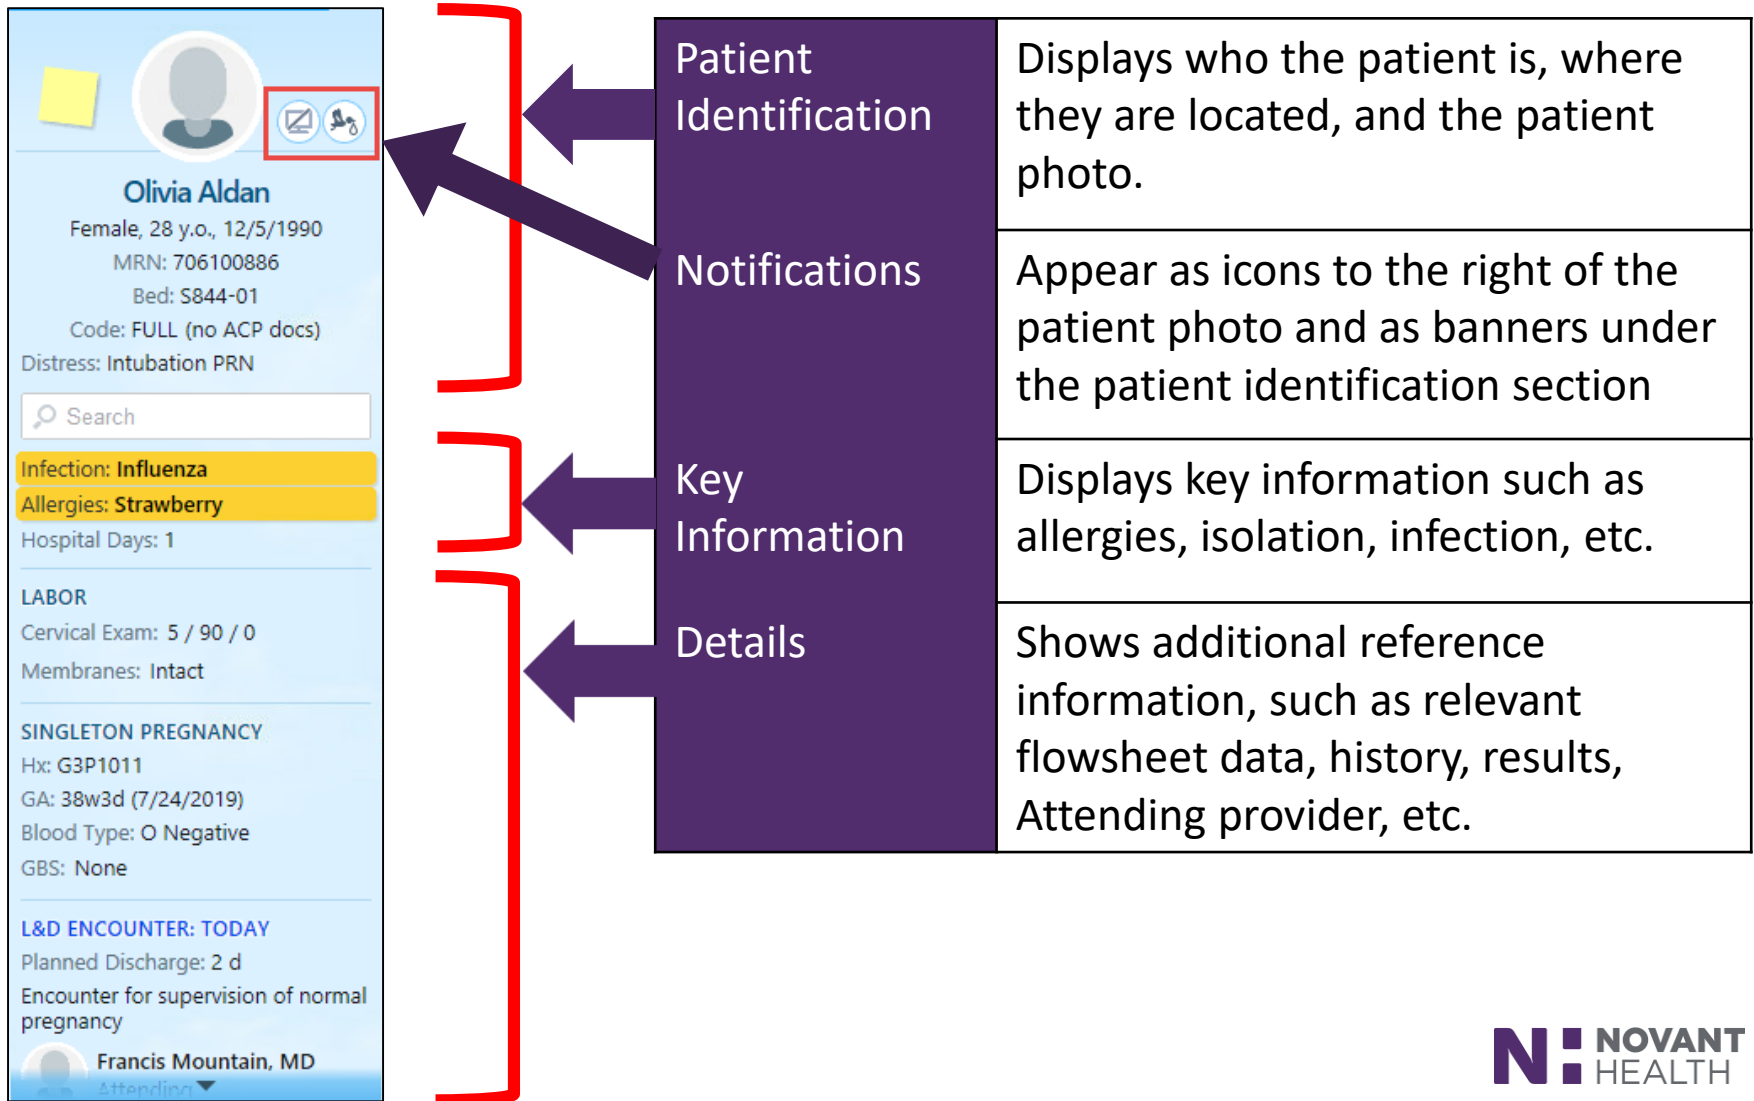 Olivia Aldan
Female, 28 y.o., 12/5/1990
MRN: 706100886
Bed: S844-01
Code: FULL (no ACP docs)
Distress: Intubation PRN
Search
Infection: Influenza
Allergies: Strawberry
Hospital Days: 1
LABOR
Cervical Exam: 5 / 90 / 0
Membranes: Intact
SINGLETON PREGNANCY
Hx: G3P1011
GA: 38w3d (7/24/2019)
Blood Type: O Negative
GBS: None
L&D ENCOUNTER: TODAY
Planned Discharge: 2 d
Encounter for supervision of normal
pregnancy
Francis Mountain, MD
Attending
Patient
Identification
Displays who the patient is, where
they are located, and the patient
photo.
Notifications
Appear as icons to the right of the
patient photo and as banners under
the patient identification section
Key
Information
Displays key information such as
allergies, isolation, infection, etc.
Details
Shows additional reference
information, such as relevant
flowsheet data, history, results,
Attending provider, etc.
NOVANT
HEALTH